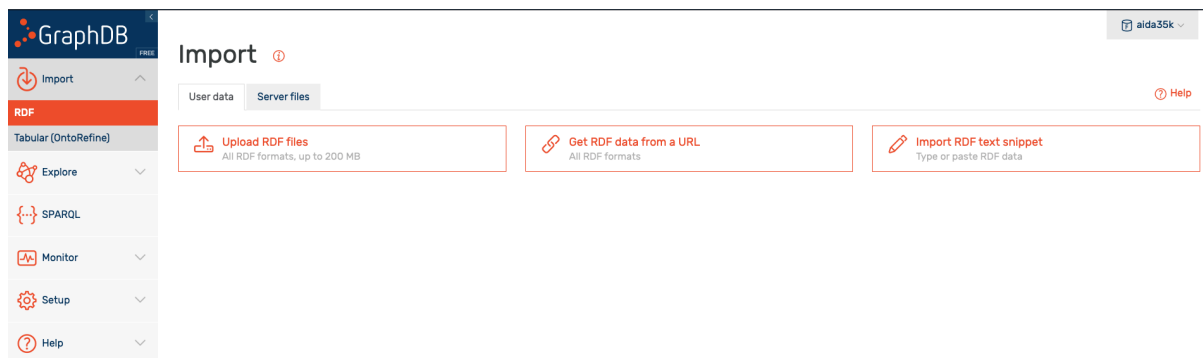 GraphDB
FREE
Import
RDF
Tabular (OntoRefine)
Explore
SPARQL
Monitor
Setup
Help
aida35k
Import
User data
Server files
Help
Upload RDF files
All RDF formats, up to 200 MB
Get RDF data from a URL
All RDF formats
Import RDF text snippet
Type or paste RDF data